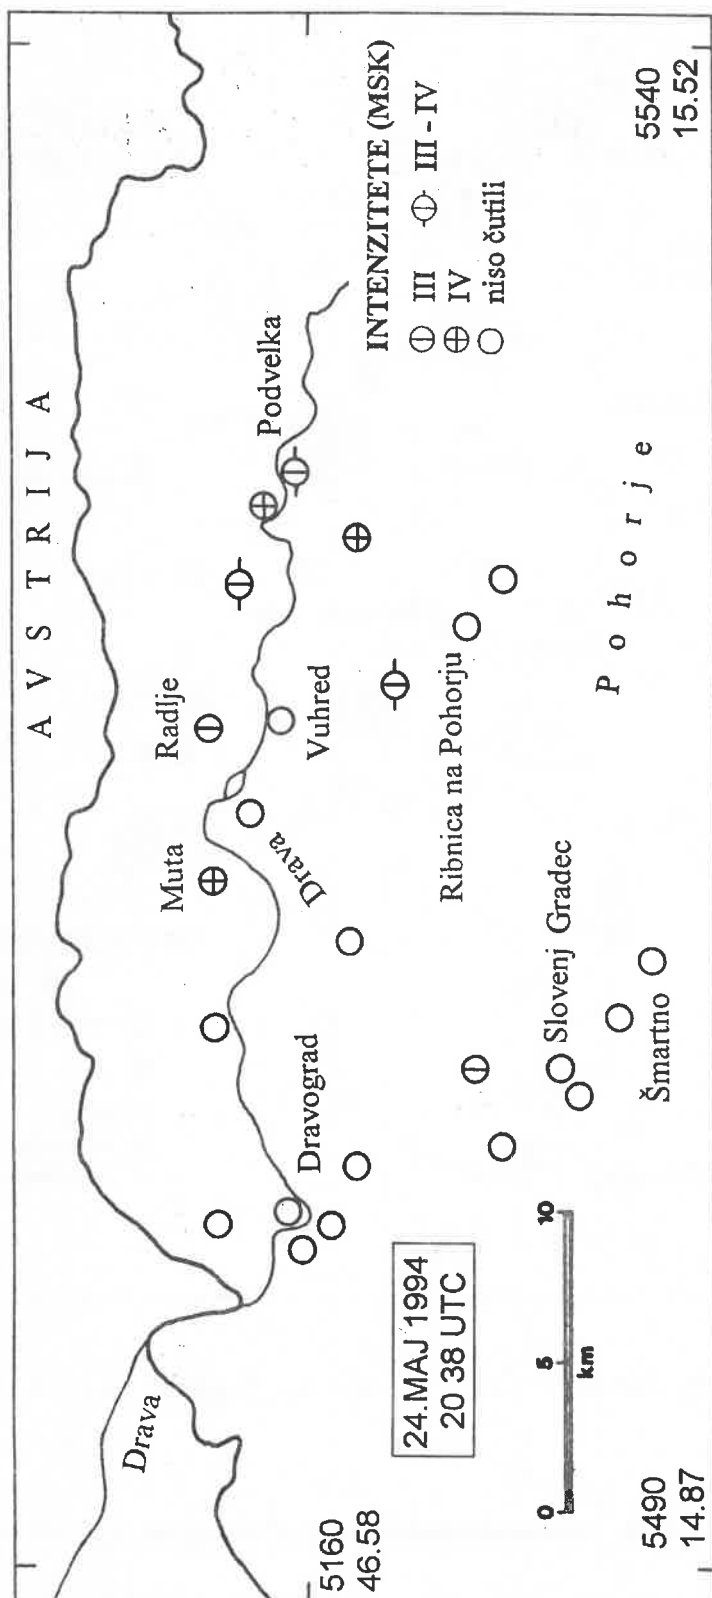 A V S T R I J A
Radlje
Muta
Podvelka
Vuhred
Drava
Drava
Dravograd
Ribnica na Pohorju
Slovenj Gradec
Šmartno
P o h o r j e
INTENZITETE (MSK)
III III - IV
IV
niso čutili
24.MAJ 1994
20 38 UTC
0 5 10
km
5160
46.58
5490
14.87
5540
15.52